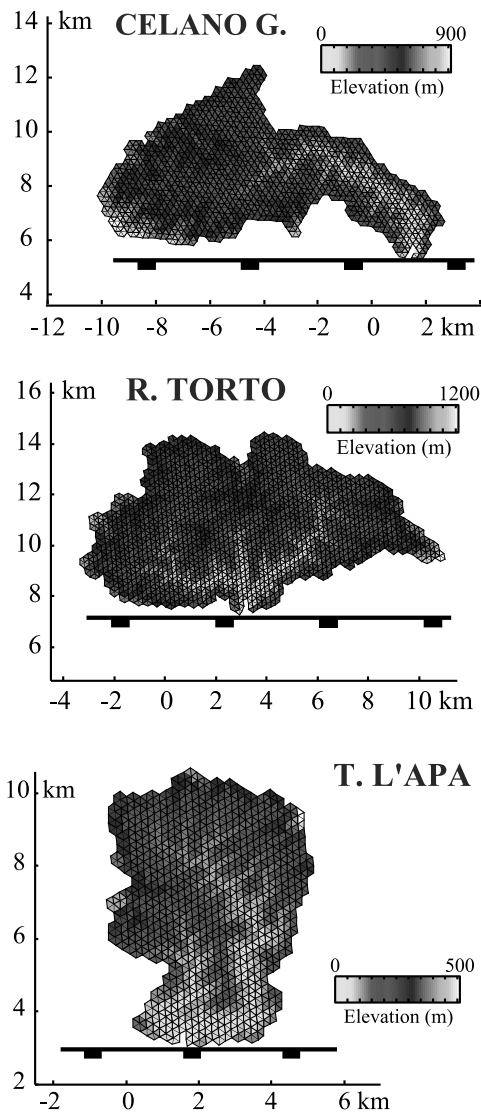 CELANO G.
14 km
0 900
Elevation (m)
12
10
8
6
4
-12 -10 -8 -6 -4 -2 0 2 km
R. TORTO
16 km
0 1200
Elevation (m)
14
12
10
8
6
-4 -2 0 2 4 6 8 10 km
T. L'APA
10 km
8
6
0 500
Elevation (m)
4
2
-2 0 2 4 6 km